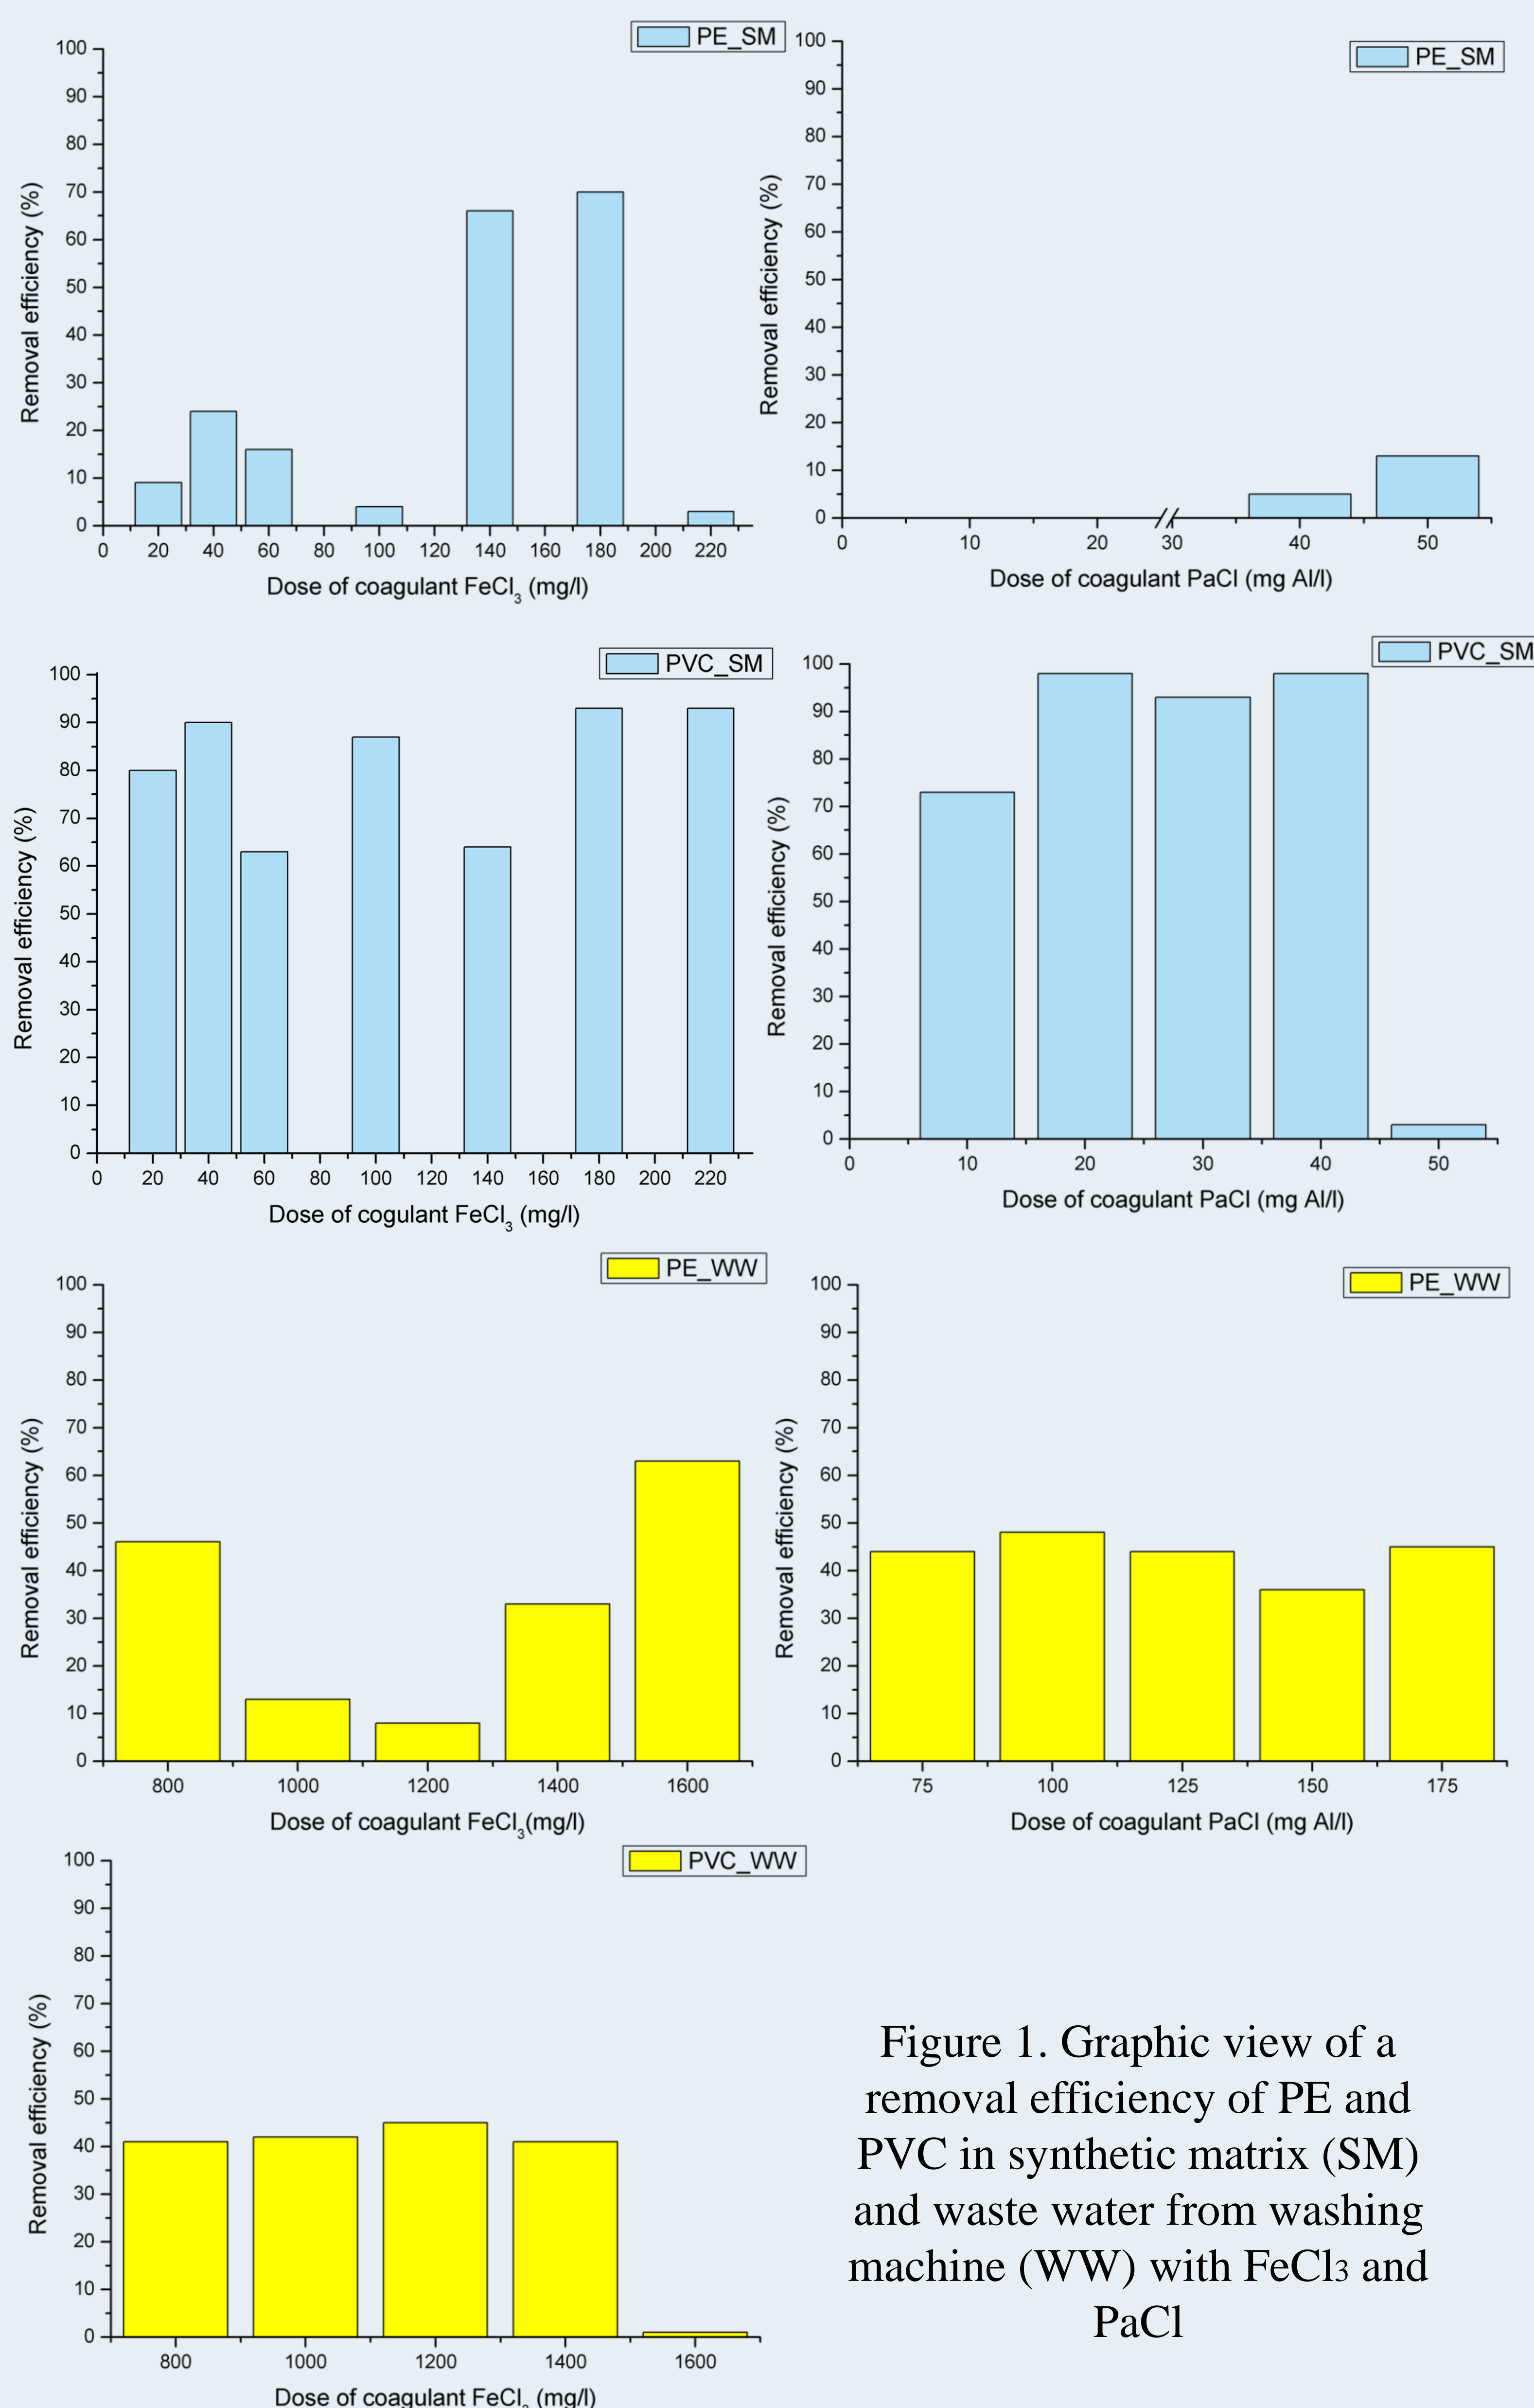 PE_SM
100
90
80
70
60
50
40
30
20
10
0
Removal efficiency (%)
0 20 40 60 80 100 120 140 160 180 200 220
Dose of coagulant FeCl3 (mg/l)
PE_SM
100
90
80
70
60
50
40
30
20
10
0
Removal efficiency (%)
0 10 20 30 40 50
Dose of coagulant PaCl (mg Al/l)
PVC_SM
100
90
80
70
60
50
40
30
20
10
0
Removal efficiency (%)
0 20 40 60 80 100 120 140 160 180 200 220
Dose of cogulant FeCl3 (mg/l)
PVC_SM
100
90
80
70
60
50
40
30
20
10
0
Removal efficiency (%)
0 10 20 30 40 50
Dose of coagulant PaCl (mg Al/l)
PE_WW
100
90
80
70
60
50
40
30
20
10
0
Removal efficiency (%)
800 1000 1200 1400 1600
Dose of coagulant FeCl3(mg/l)
PE_WW
100
90
80
70
60
50
40
30
20
10
0
Removal efficiency (%)
75 100 125 150 175
Dose of coagulant PaCl (mg Al/l)
PVC_WW
100
90
80
70
60
50
40
30
20
10
0
Removal efficiency (%)
800 1000 1200 1400 1600
Dose of coagulant FeCl3 (mg/l)
Figure 1. Graphic view of a
removal efficiency of PE and
PVC in synthetic matrix (SM)
and waste water from washing
machine (WW) with FeCl3 and
PaCl